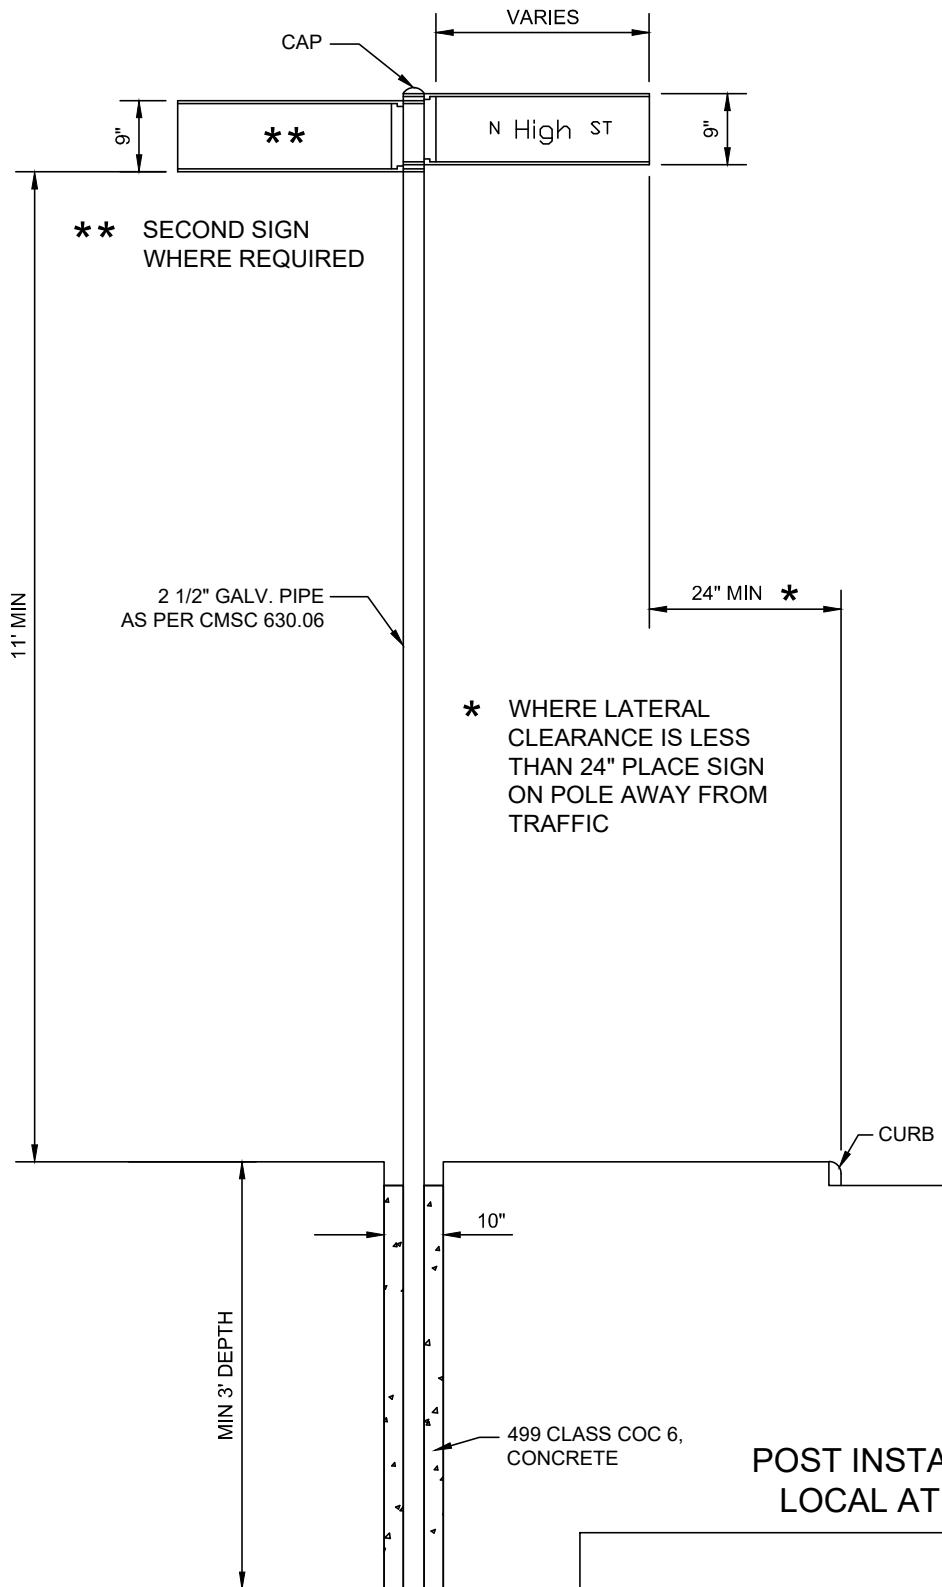 VARIES
CAP
9"
**
N High ST
9"
** SECOND SIGN
WHERE REQUIRED
11' MIN
2 1/2" GALV. PIPE
AS PER CMSC 630.06
24" MIN *
* WHERE LATERAL
CLEARANCE IS LESS
THAN 24" PLACE SIGN
ON POLE AWAY FROM
TRAFFIC
CURB
10"
MIN 3' DEPTH
499 CLASS COC 6,
CONCRETE
POST INSTA
LOCAL AT